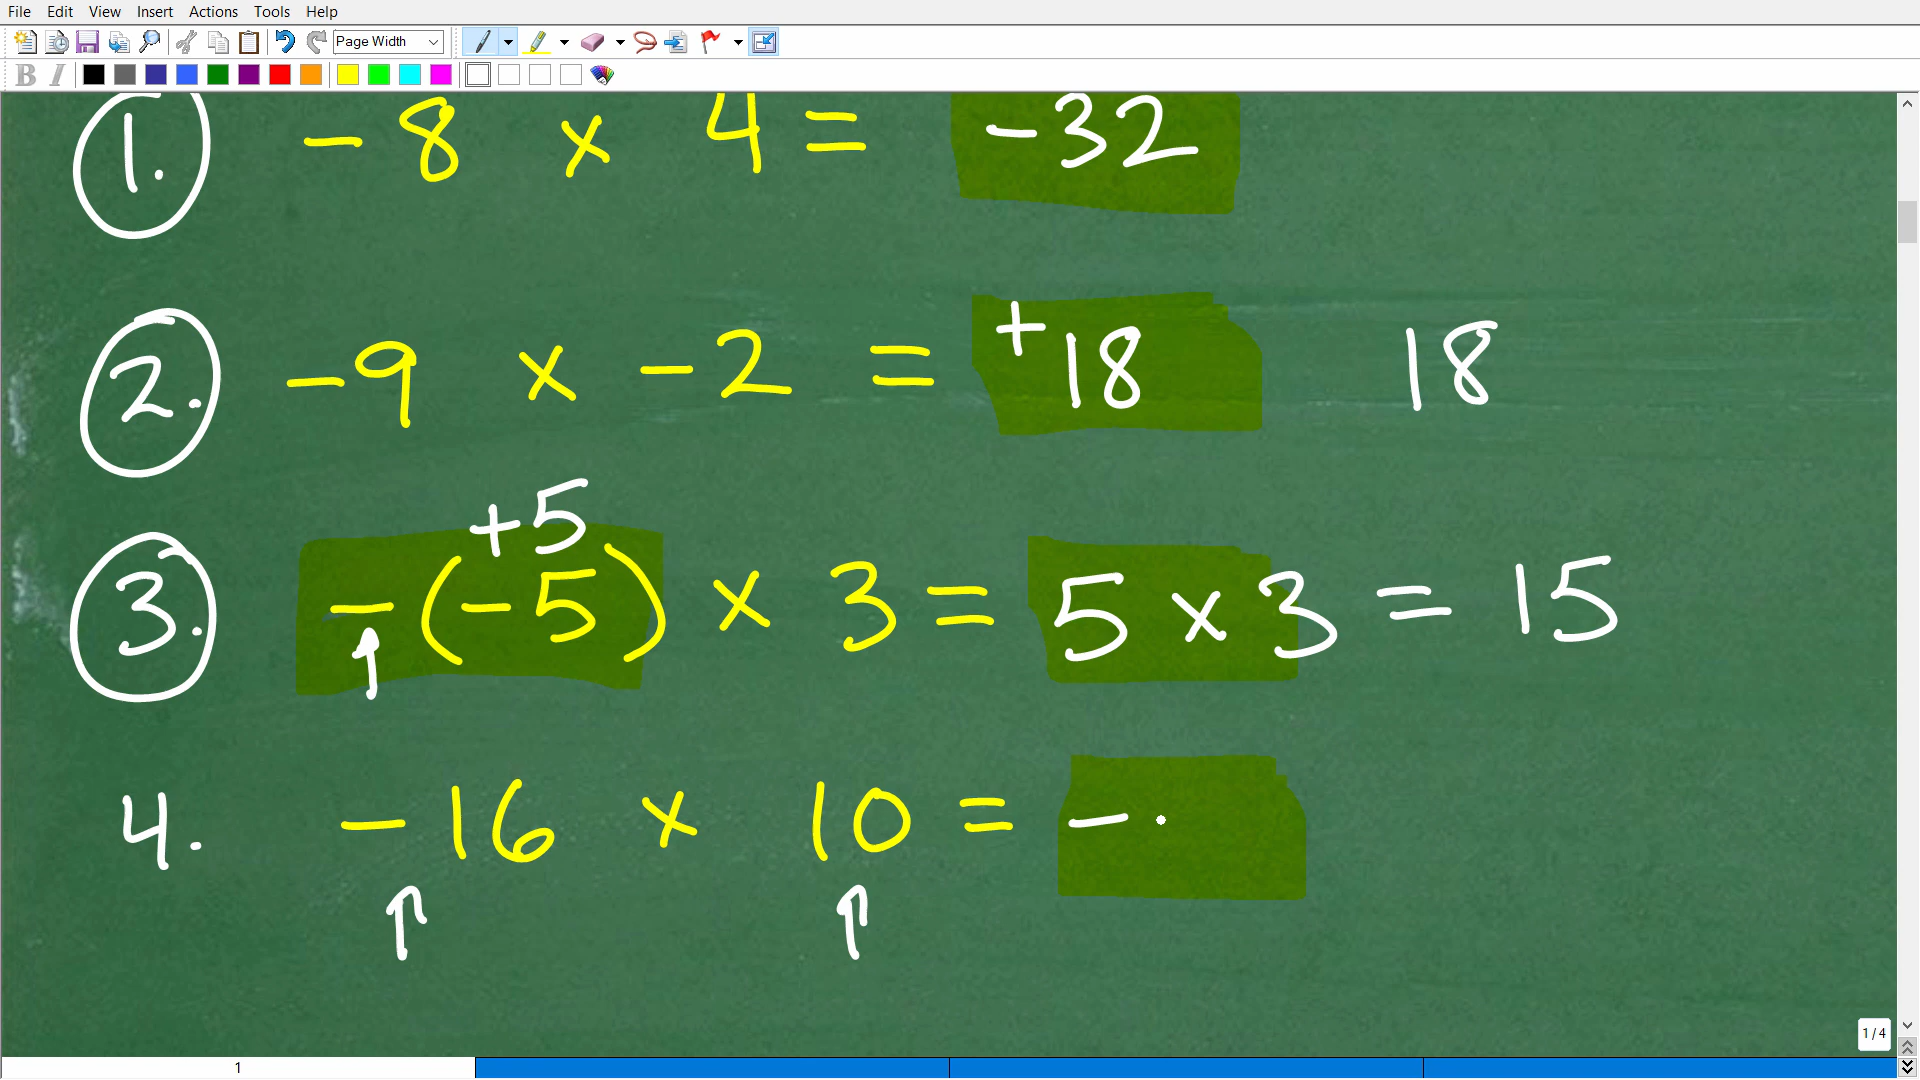 File Edit View Insert Actions Tools Help
Page Width
B I
1. -8 x 4 = -32
2. -9 x -2 = +18 18
+5
3. -(-5) x 3 = 5 x 3 = 15
4. -16 x 10 = -
1 / 4
1